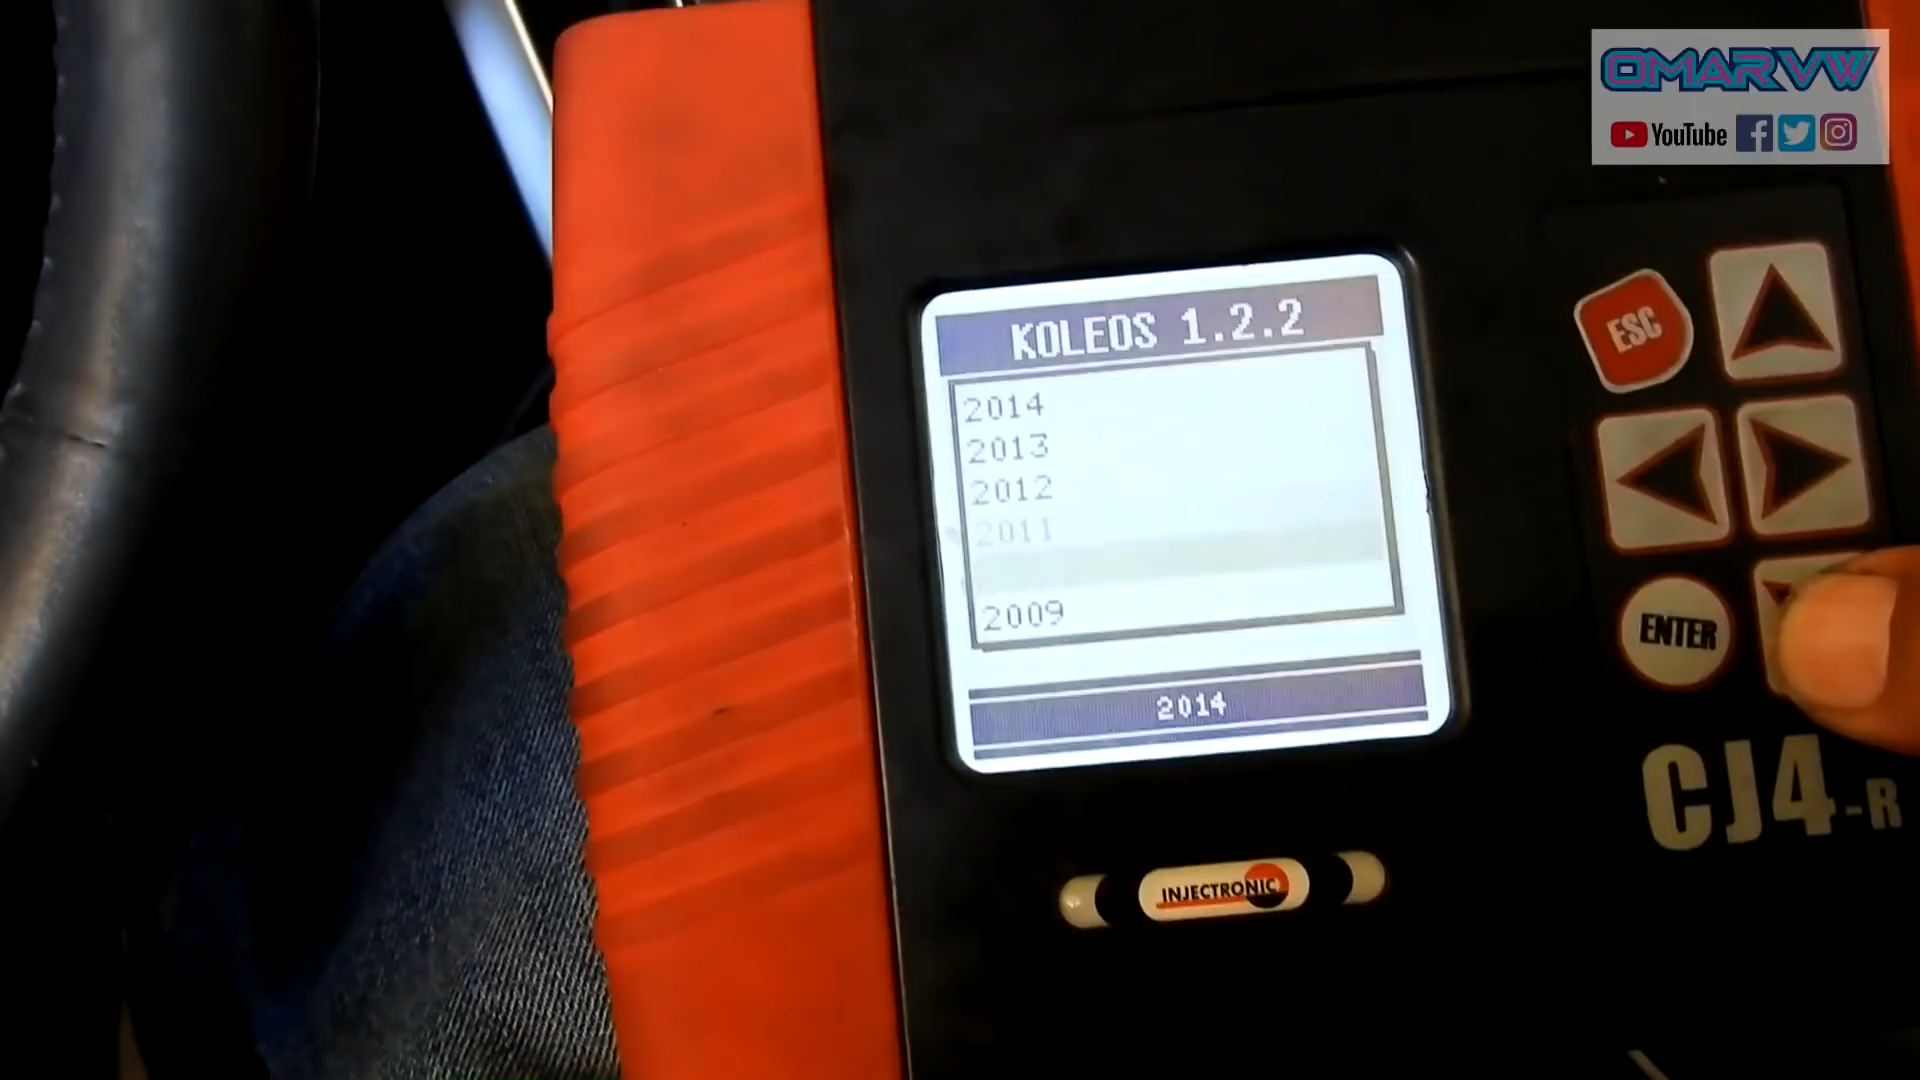 OMARVW
YouTube
KOLEOS 1.2.2
2014
2013
2012
2011
2009
2014
ESC
ENTER
CJ4-R
INJECTRONIC